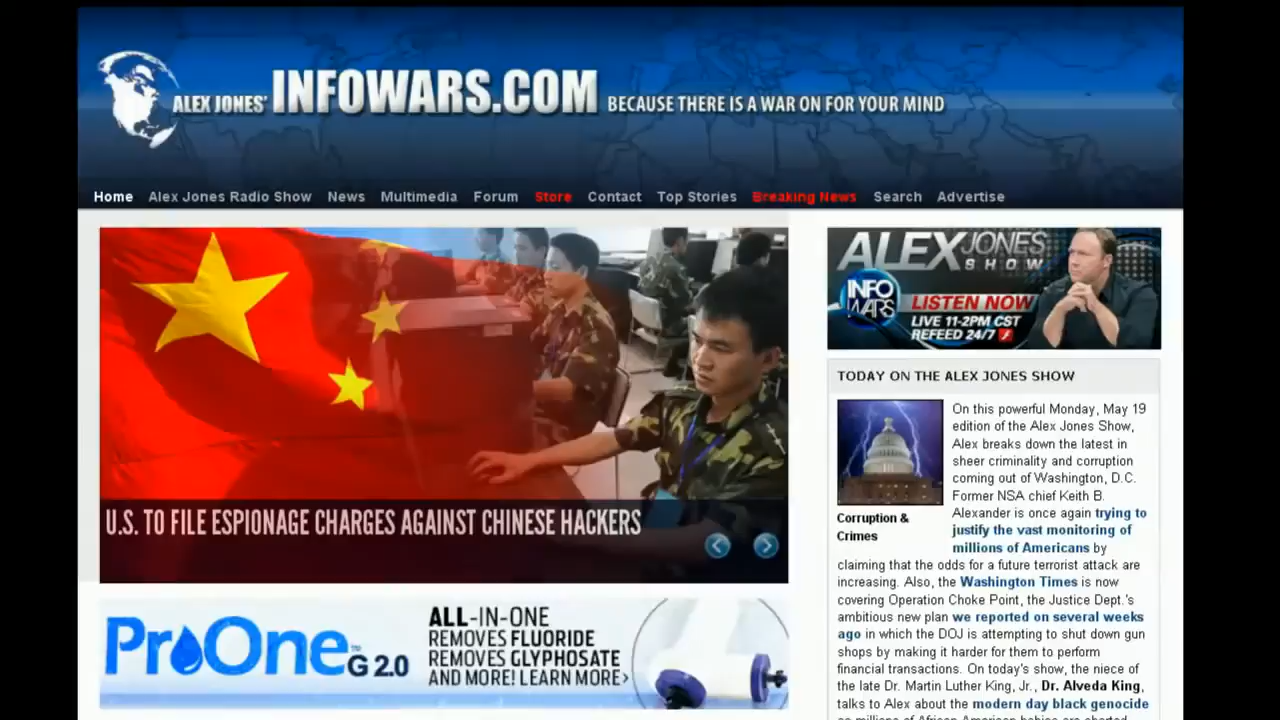 ALEX JONES' INFOWARS.COM BECAUSE THERE IS A WAR ON FOR YOUR MIND
Home Alex Jones Radio Show News Multimedia Forum Store Contact Top Stories Breaking News Search Advertise
U.S. TO FILE ESPIONAGE CHARGES AGAINST CHINESE HACKERS
ProOne™ G 2.0
ALL-IN-ONE
REMOVES FLUORIDE
REMOVES GLYPHOSATE
AND MORE! LEARN MORE>
ALEX JONES
SHOW
INFO
WARS
LISTEN NOW
LIVE 11-2PM CST
REFEED 24/7
TODAY ON THE ALEX JONES SHOW
Corruption &
Crimes
On this powerful Monday, May 19
edition of the Alex Jones Show,
Alex breaks down the latest in
sheer criminality and corruption
coming out of Washington, D.C.
Former NSA chief Keith B.
Alexander is once again trying to
justify the vast monitoring of
millions of Americans by
claiming that the odds for a future terrorist attack are
increasing. Also, the Washington Times is now
covering Operation Choke Point, the Justice Dept.'s
ambitious new plan we reported on several weeks
ago in which the DOJ is attempting to shut down gun
shops by making it harder for them to perform
financial transactions. On today's show, the niece of
the late Dr. Martin Luther King, Jr., Dr. Alveda King,
talks to Alex about the modern day black genocide